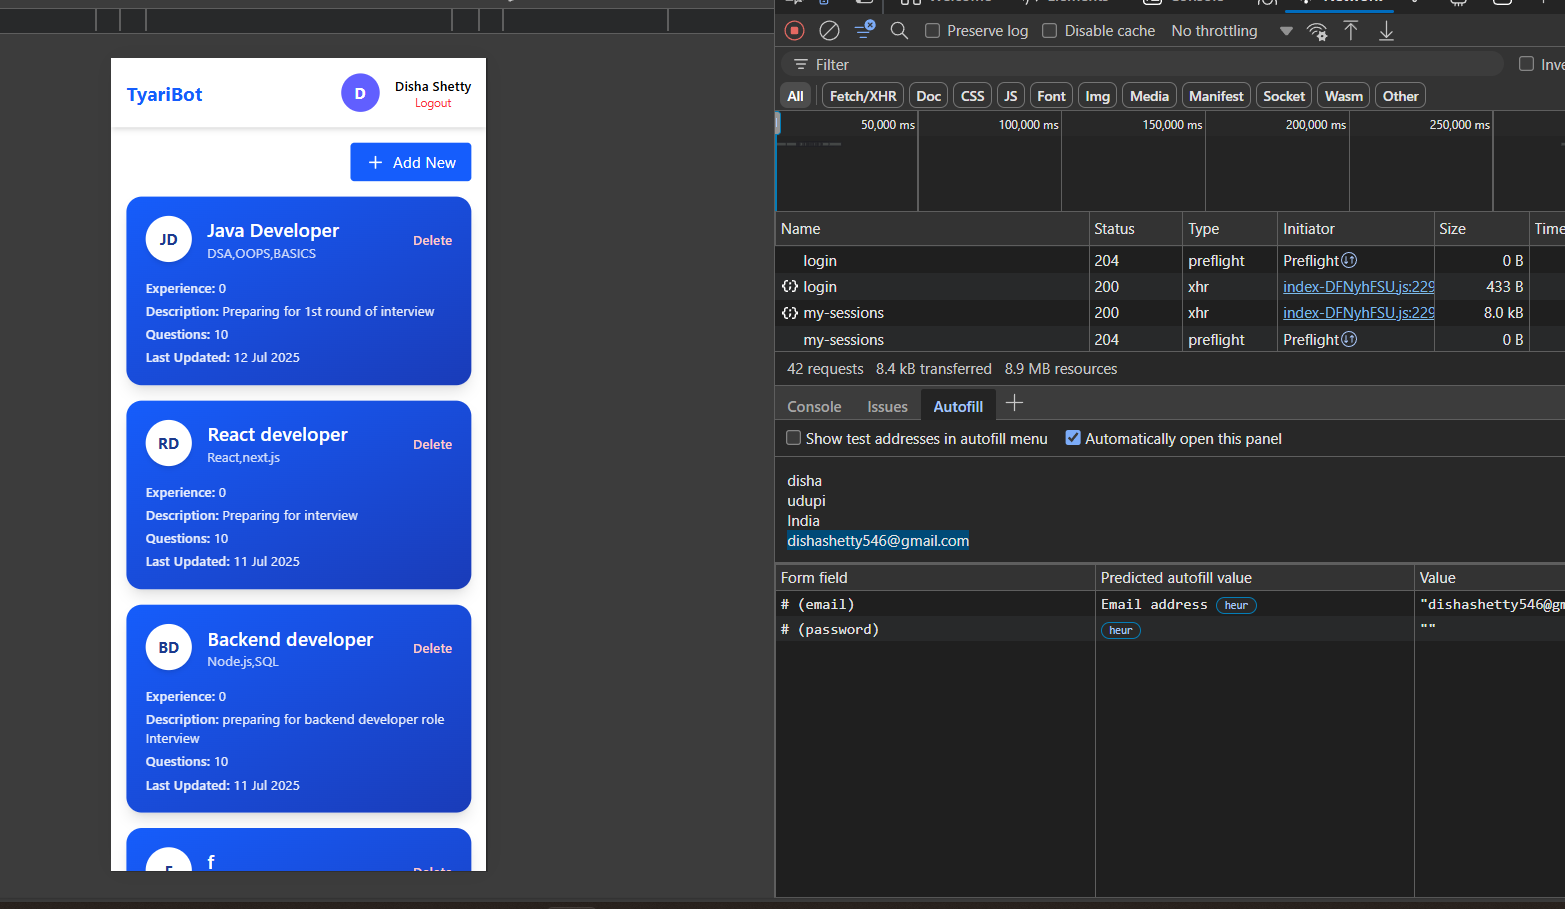 TyariBot
D
Disha Shetty
Logout
+ Add New
JD
Java Developer
DSA,OOPS,BASICS
Delete
Experience: 0
Description: Preparing for 1st round of interview
Questions: 10
Last Updated: 12 Jul 2025
RD
React developer
React,next.js
Delete
Experience: 0
Description: Preparing for interview
Questions: 10
Last Updated: 11 Jul 2025
BD
Backend developer
Node.js,SQL
Delete
Experience: 0
Description: preparing for backend developer role
Interview
Questions: 10
Last Updated: 11 Jul 2025
f
Delete
Preserve log Disable cache No throttling
Filter Inve
All Fetch/XHR Doc CSS JS Font Img Media Manifest Socket Wasm Other
50,000 ms 100,000 ms 150,000 ms 200,000 ms 250,000 ms
Name Status Type Initiator Size Time
login 204 preflight Preflight 0 B
login 200 xhr index-DFNyhFSU.js:229 433 B
my-sessions 200 xhr index-DFNyhFSU.js:229 8.0 kB
my-sessions 204 preflight Preflight 0 B
42 requests 8.4 kB transferred 8.9 MB resources
Console Issues Autofill
Show test addresses in autofill menu Automatically open this panel
disha
udupi
India
dishashetty546@gmail.com
Form field Predicted autofill value Value
# (email) Email address heur "dishashetty546@gm
# (password) heur ""